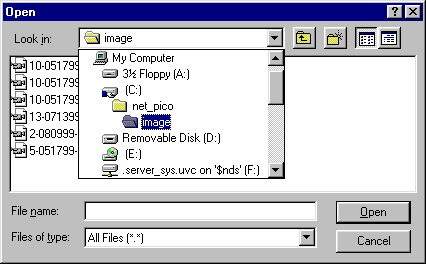 Open
Look in: image
10-051799 My Computer
10-051799 3½ Floppy (A:)
10-051799 (C:)
13-071399 net_pico
2-080999- image
5-051799- Removable Disk (D:)
(E:)
.server_sys.uvc on '$nds' (F:)
File name: Open
Files of type: All Files (*.*) Cancel